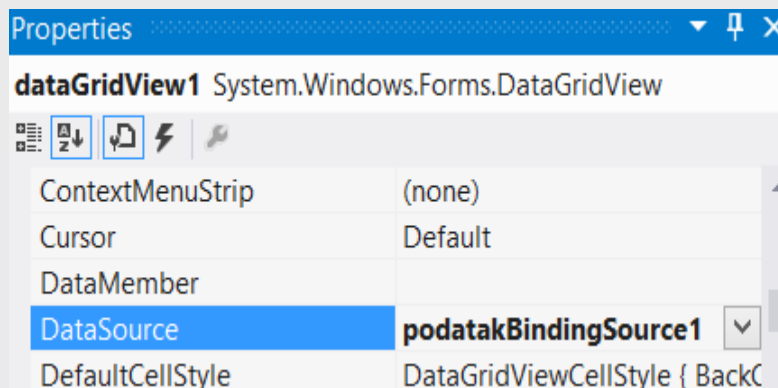 Properties
dataGridView1 System.Windows.Forms.DataGridView
ContextMenuStrip (none)
Cursor Default
DataMember
DataSource podatakBindingSource1
DefaultCellStyle DataGridViewCellStyle { BackC